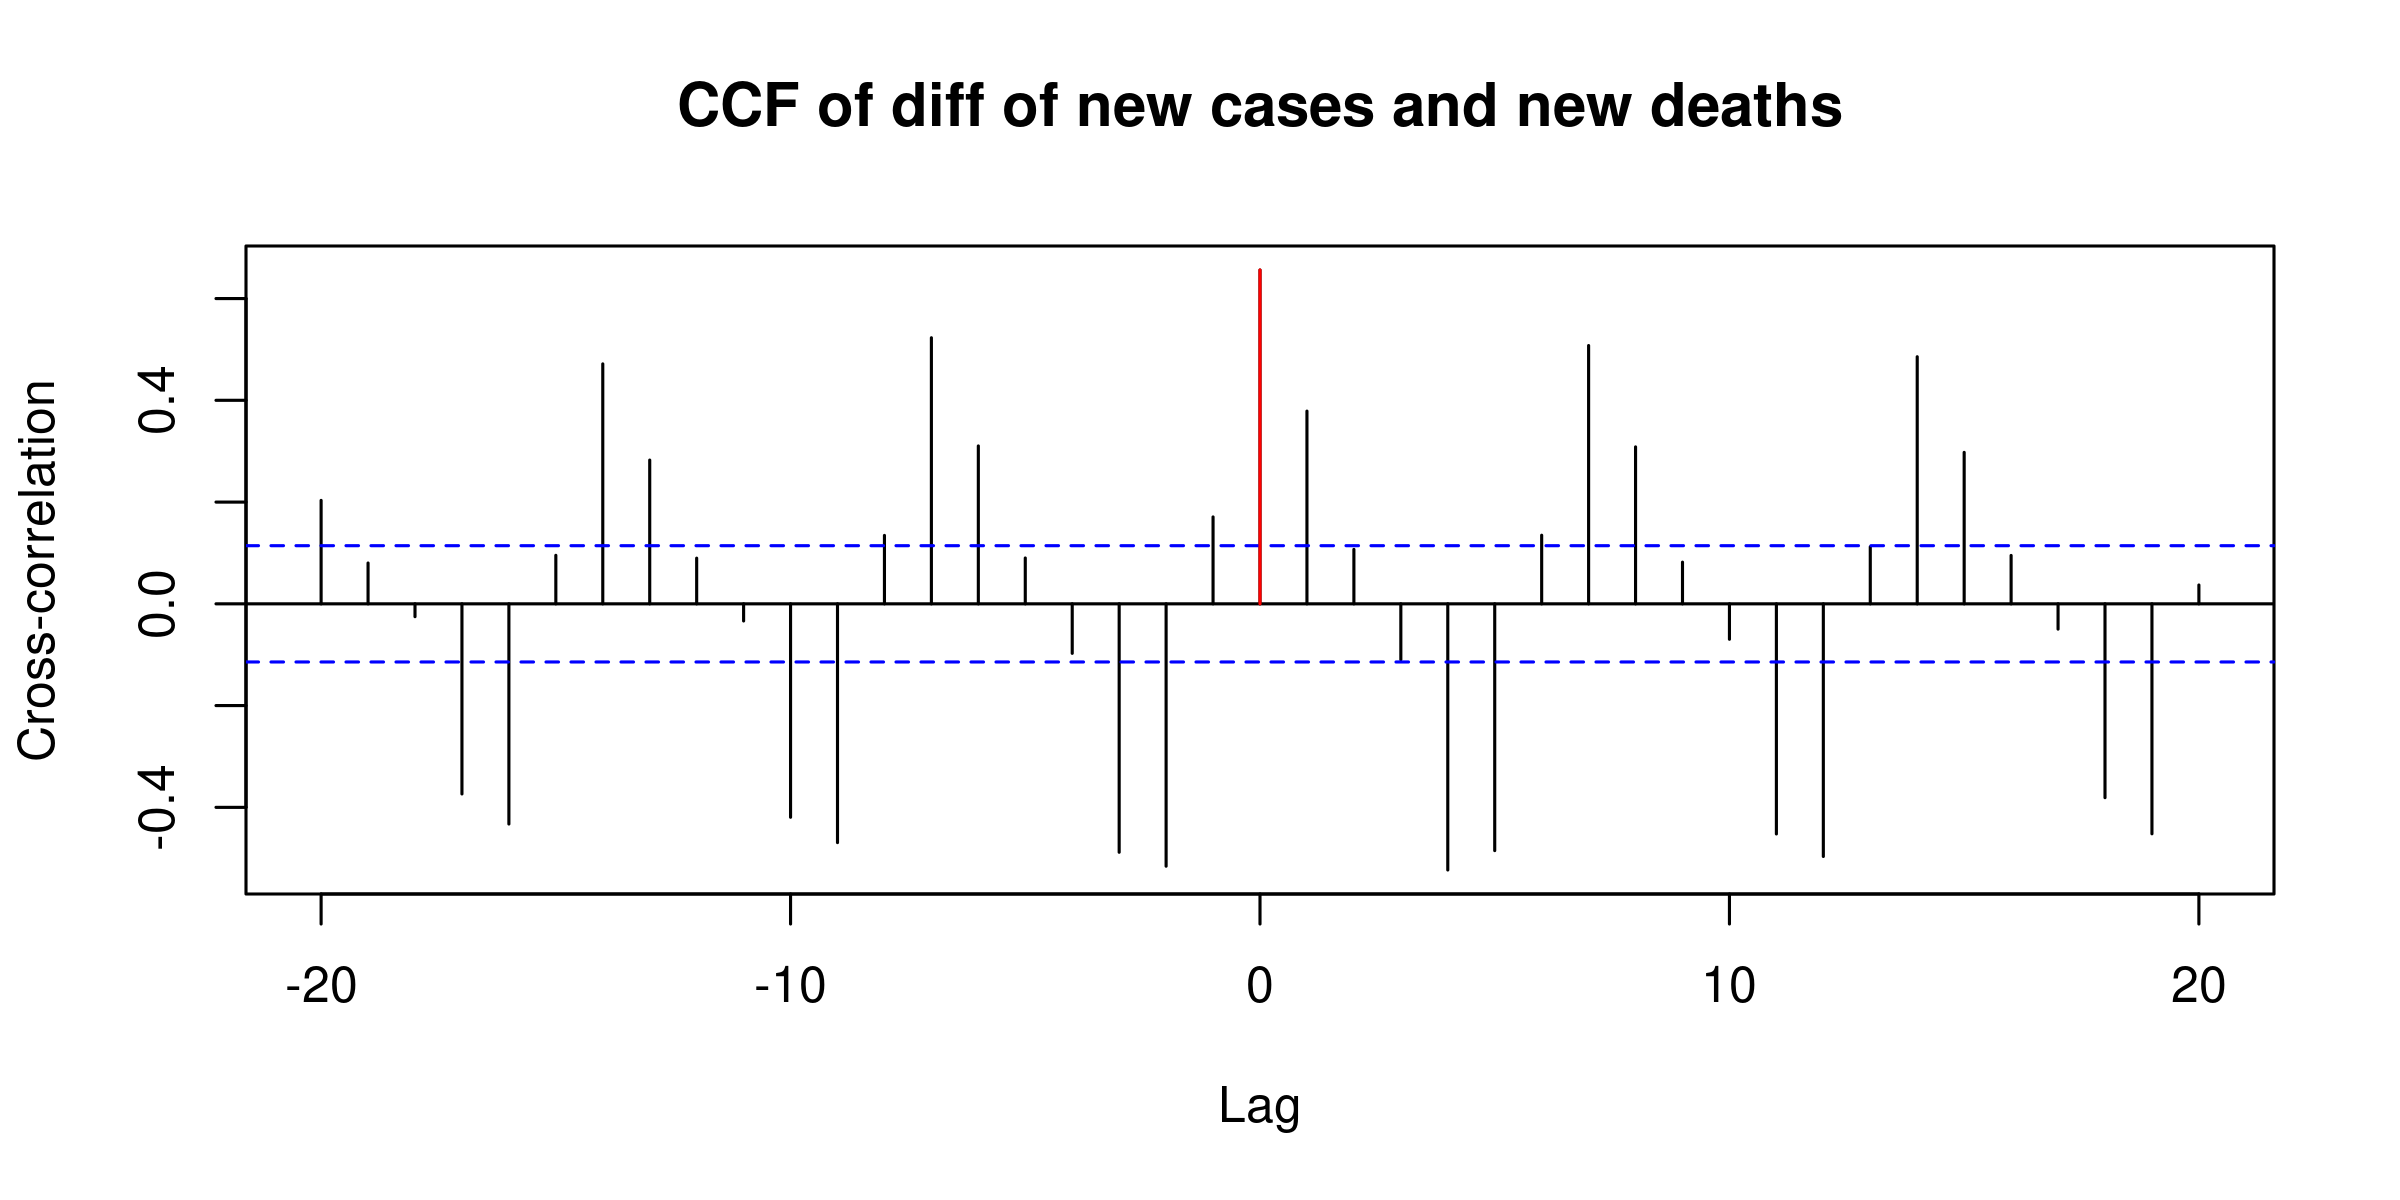 CCF of diff of new cases and new deaths
Cross-correlation
0.4
0.0
-0.4
-20 -10 0 10 20
Lag